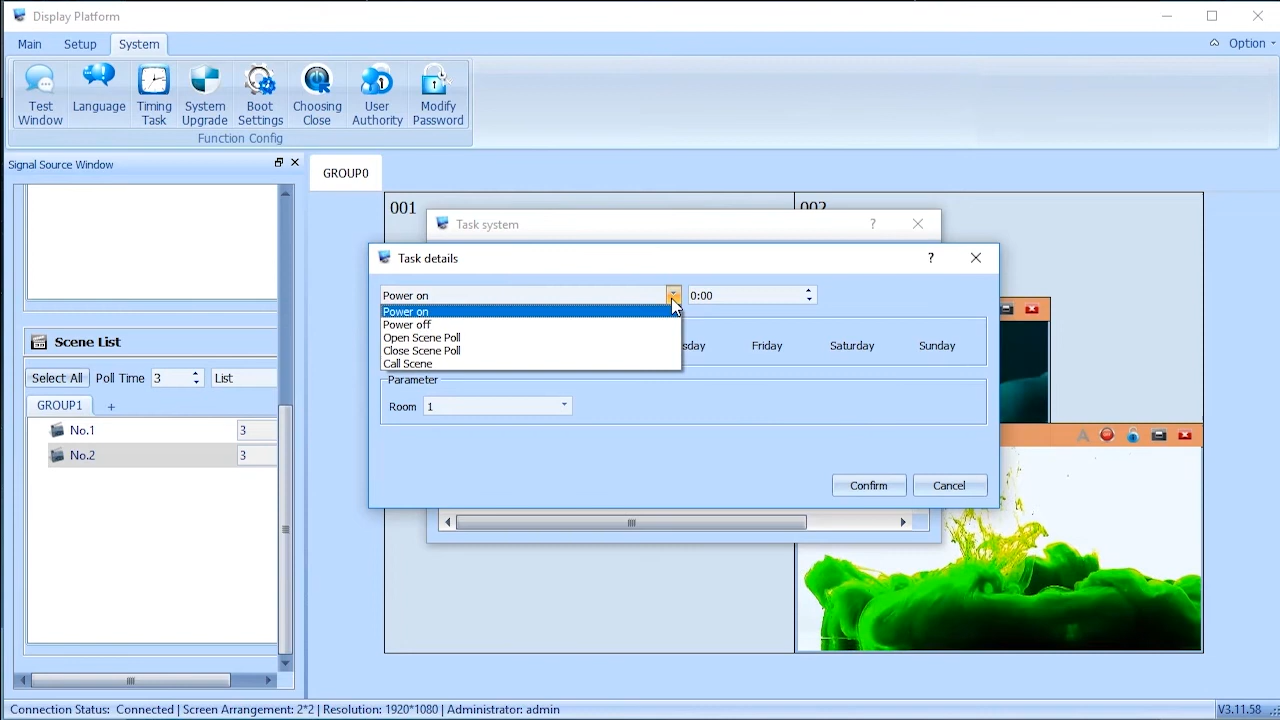 Display Platform
Main Setup System
Option
Test Window
Language
Timing Task
System Upgrade
Boot Settings
Choosing Close
User Authority
Modify Password
Function Config
Signal Source Window
GROUP0
001
002
Task system
?
Task details
?
Power on
0:00
Power on
Power off
Open Scene Poll
Close Scene Poll
Call Scene
sday Friday Saturday Sunday
Parameter
Room 1
Confirm Cancel
Scene List
Select All Poll Time 3 List
GROUP1 +
No.1 3
No.2 3
A
Connection Status: Connected | Screen Arrangement: 2*2 | Resolution: 1920*1080 | Administrator: admin
V3.11.58